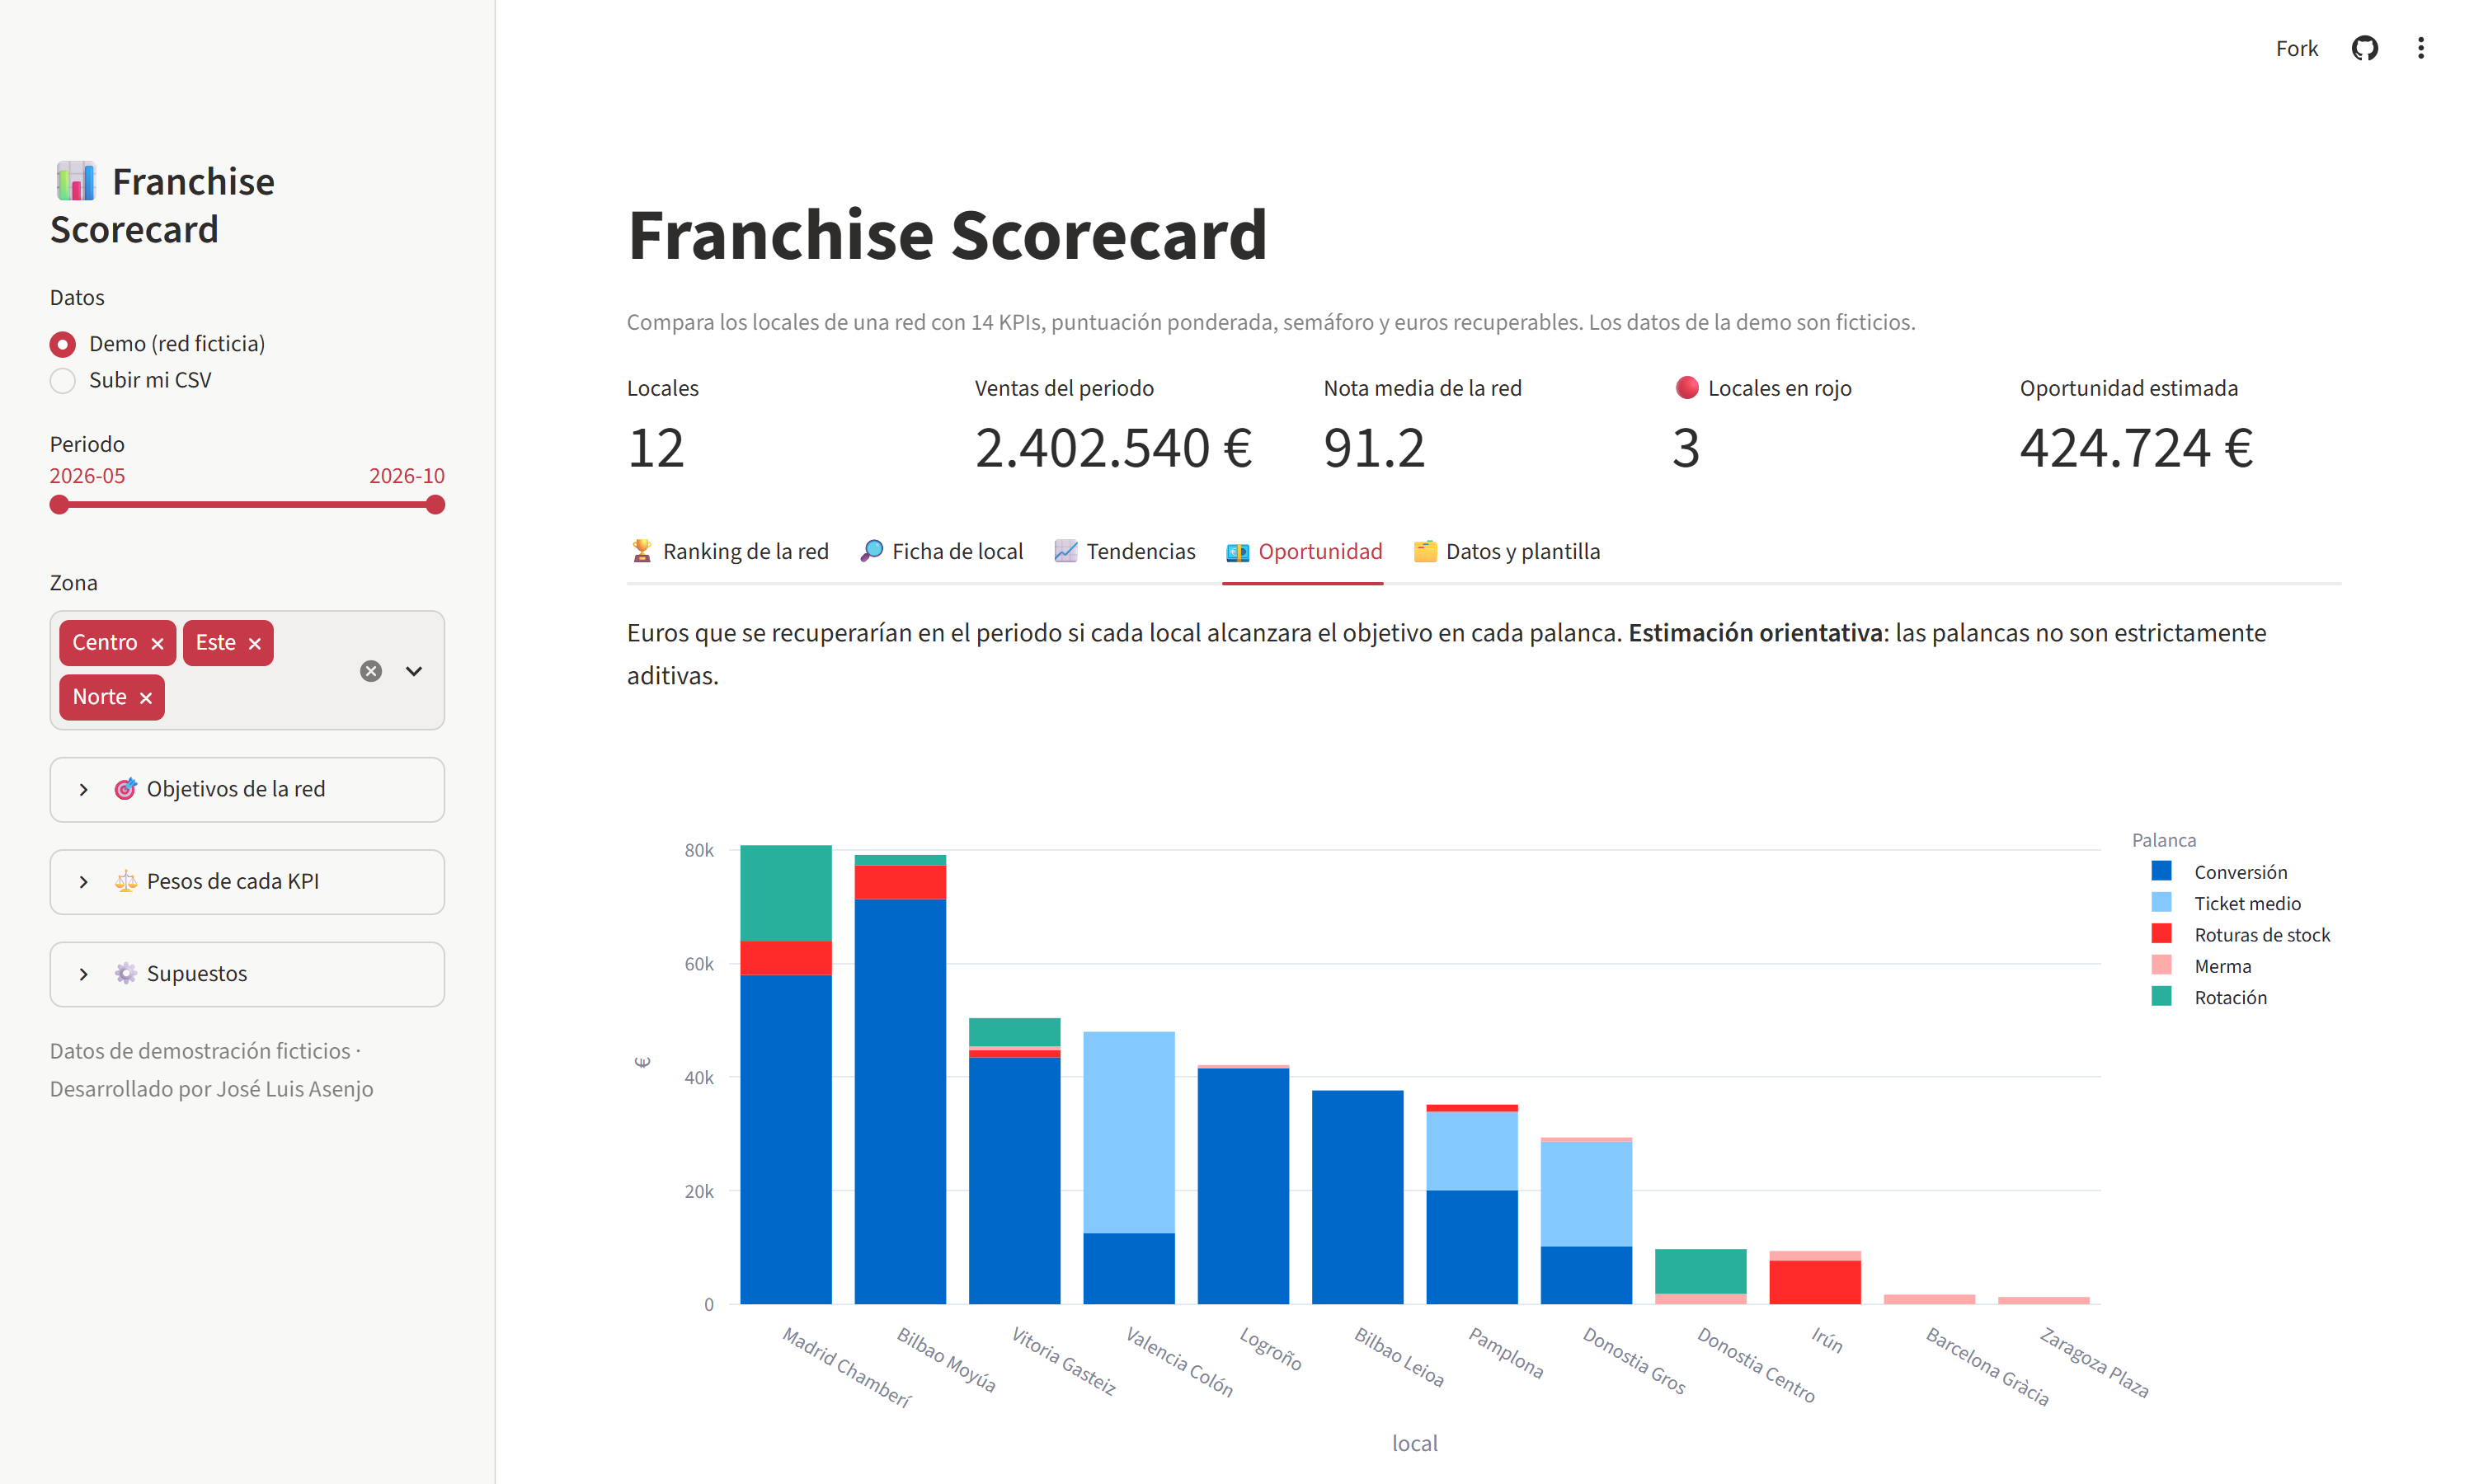 Fork
Franchise
Scorecard
Datos
Demo (red ficticia)
Subir mi CSV
Periodo
2026-05 2026-10
Zona
Centro Este
Norte
Objetivos de la red
Pesos de cada KPI
Supuestos
Datos de demostración ficticios ·
Desarrollado por José Luis Asenjo
Franchise Scorecard
Compara los locales de una red con 14 KPIs, puntuación ponderada, semáforo y euros recuperables. Los datos de la demo son ficticios.
Locales
12
Ventas del periodo
2.402.540 €
Nota media de la red
91.2
Locales en rojo
3
Oportunidad estimada
424.724 €
Ranking de la red
Ficha de local
Tendencias
Oportunidad
Datos y plantilla
Euros que se recuperarían en el periodo si cada local alcanzara el objetivo en cada palanca. Estimación orientativa: las palancas no son estrictamente
aditivas.
80k
60k
40k
20k
0
€
Palanca
Conversión
Ticket medio
Roturas de stock
Merma
Rotación
Madrid Chamberí
Bilbao Moyúa
Vitoria Gasteiz
Valencia Colón
Logroño
Bilbao Leioa
Pamplona
Donostia Gros
Donostia Centro
Irún
Barcelona Gràcia
Zaragoza Plaza
local